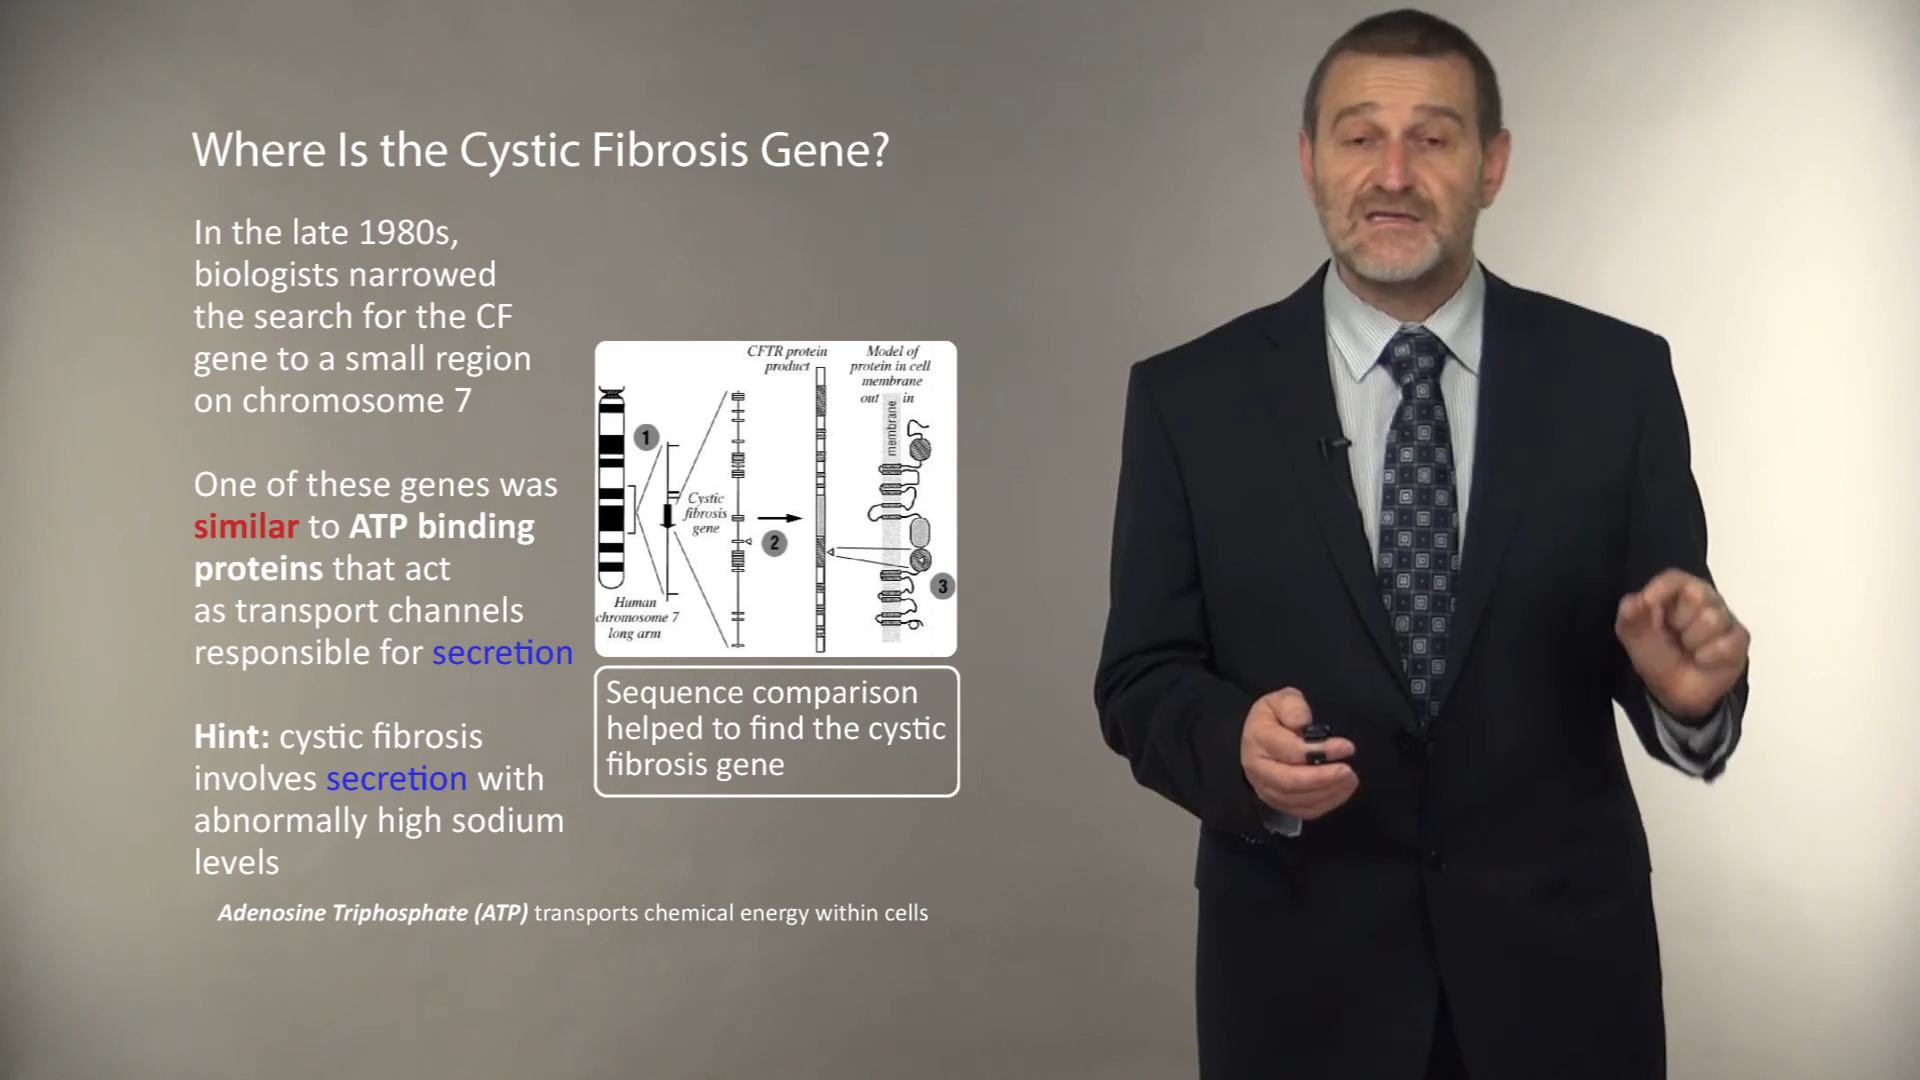 Where Is the Cystic Fibrosis Gene?
In the late 1980s,
biologists narrowed
the search for the CF
gene to a small region
on chromosome 7
One of these genes was
similar to ATP binding
proteins that act
as transport channels
responsible for secretion
Hint: cystic fibrosis
involves secretion with
abnormally high sodium
levels
CFTR protein
product
Model of
protein in cell
membrane
out in
membrane
1
Cystic
fibrosis
gene
2
3
Human
chromosome 7
long arm
Sequence comparison
helped to find the cystic
fibrosis gene
Adenosine Triphosphate (ATP) transports chemical energy within cells